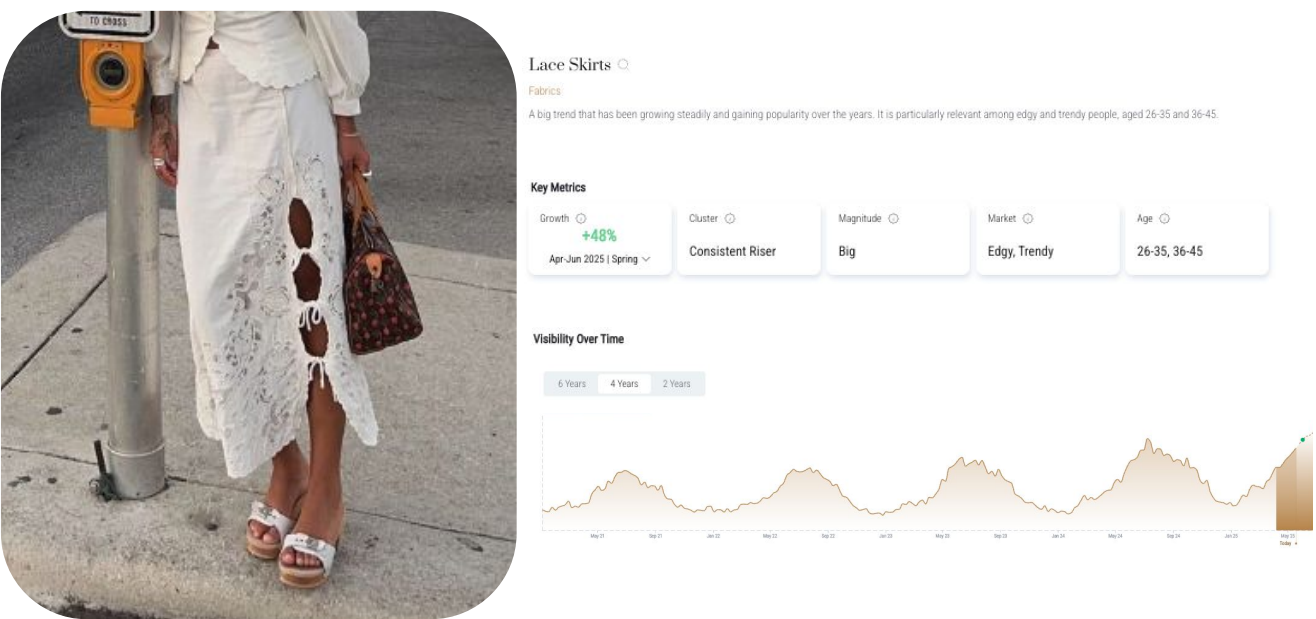 TO CROSS
Lace Skirts
Fabrics
A big trend that has been growing steadily and gaining popularity over the years. It is particularly relevant among edgy and trendy people, aged 26-35 and 36-45.
Key Metrics
Growth
+48%
Apr-Jun 2025 | Spring
Cluster
Consistent Riser
Magnitude
Big
Market
Edgy, Trendy
Age
26-35, 36-45
Visibility Over Time
6 Years 4 Years 2 Years
May 21 Sep 21 Jan 22 May 22 Sep 22 Jan 23 May 23 Sep 23 Jan 24 May 24 Sep 24 Jan 25 May 25
Today